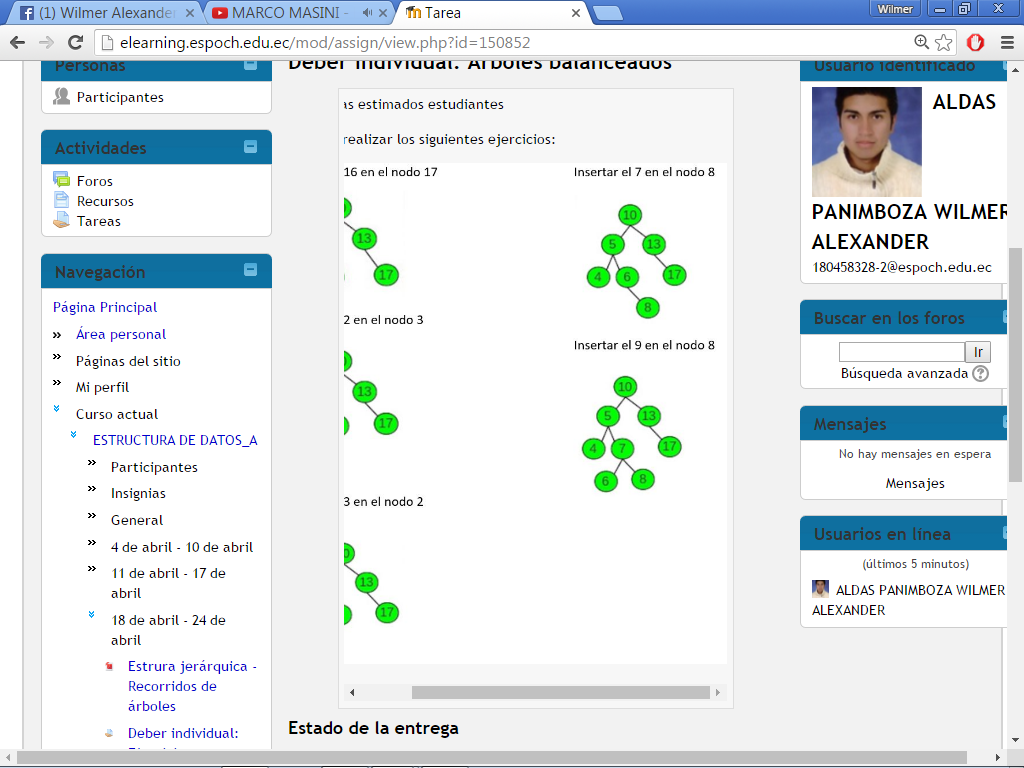 (1) Wilmer Alexander
MARCO MASINI -
Tarea
Wilmer
elearning.espoch.edu.ec/mod/assign/view.php?id=150852
Personas
Participantes
Actividades
Foros
Recursos
Tareas
Navegación
Página Principal
Área personal
Páginas del sitio
Mi perfil
Curso actual
ESTRUCTURA DE DATOS_A
Participantes
Insignias
General
4 de abril - 10 de abril
11 de abril - 17 de
abril
18 de abril - 24 de
abril
Estrura jerárquica -
Recorridos de
árboles
Deber individual:
Deber individual: Árboles balanceados
as estimados estudiantes
realizar los siguientes ejercicios:
16 en el nodo 17
13
17
2 en el nodo 3
13
17
3 en el nodo 2
13
17
Insertar el 7 en el nodo 8
10
5 13
4 6 17
8
Insertar el 9 en el nodo 8
10
5 13
4 7 17
6 8
Estado de la entrega
Usuario identificado
ALDAS
PANIMBOZA WILMER
ALEXANDER
180458328-2@espoch.edu.ec
Buscar en los foros
Ir
Búsqueda avanzada ?
Mensajes
No hay mensajes en espera
Mensajes
Usuarios en línea
(últimos 5 minutos)
ALDAS PANIMBOZA WILMER
ALEXANDER